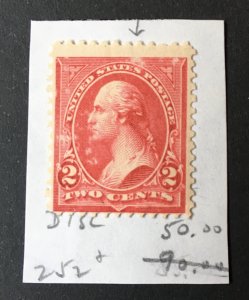 UNITED STATES POSTAGE
2 2
TWO CENTS
DISC 50.00
252+ 90.00